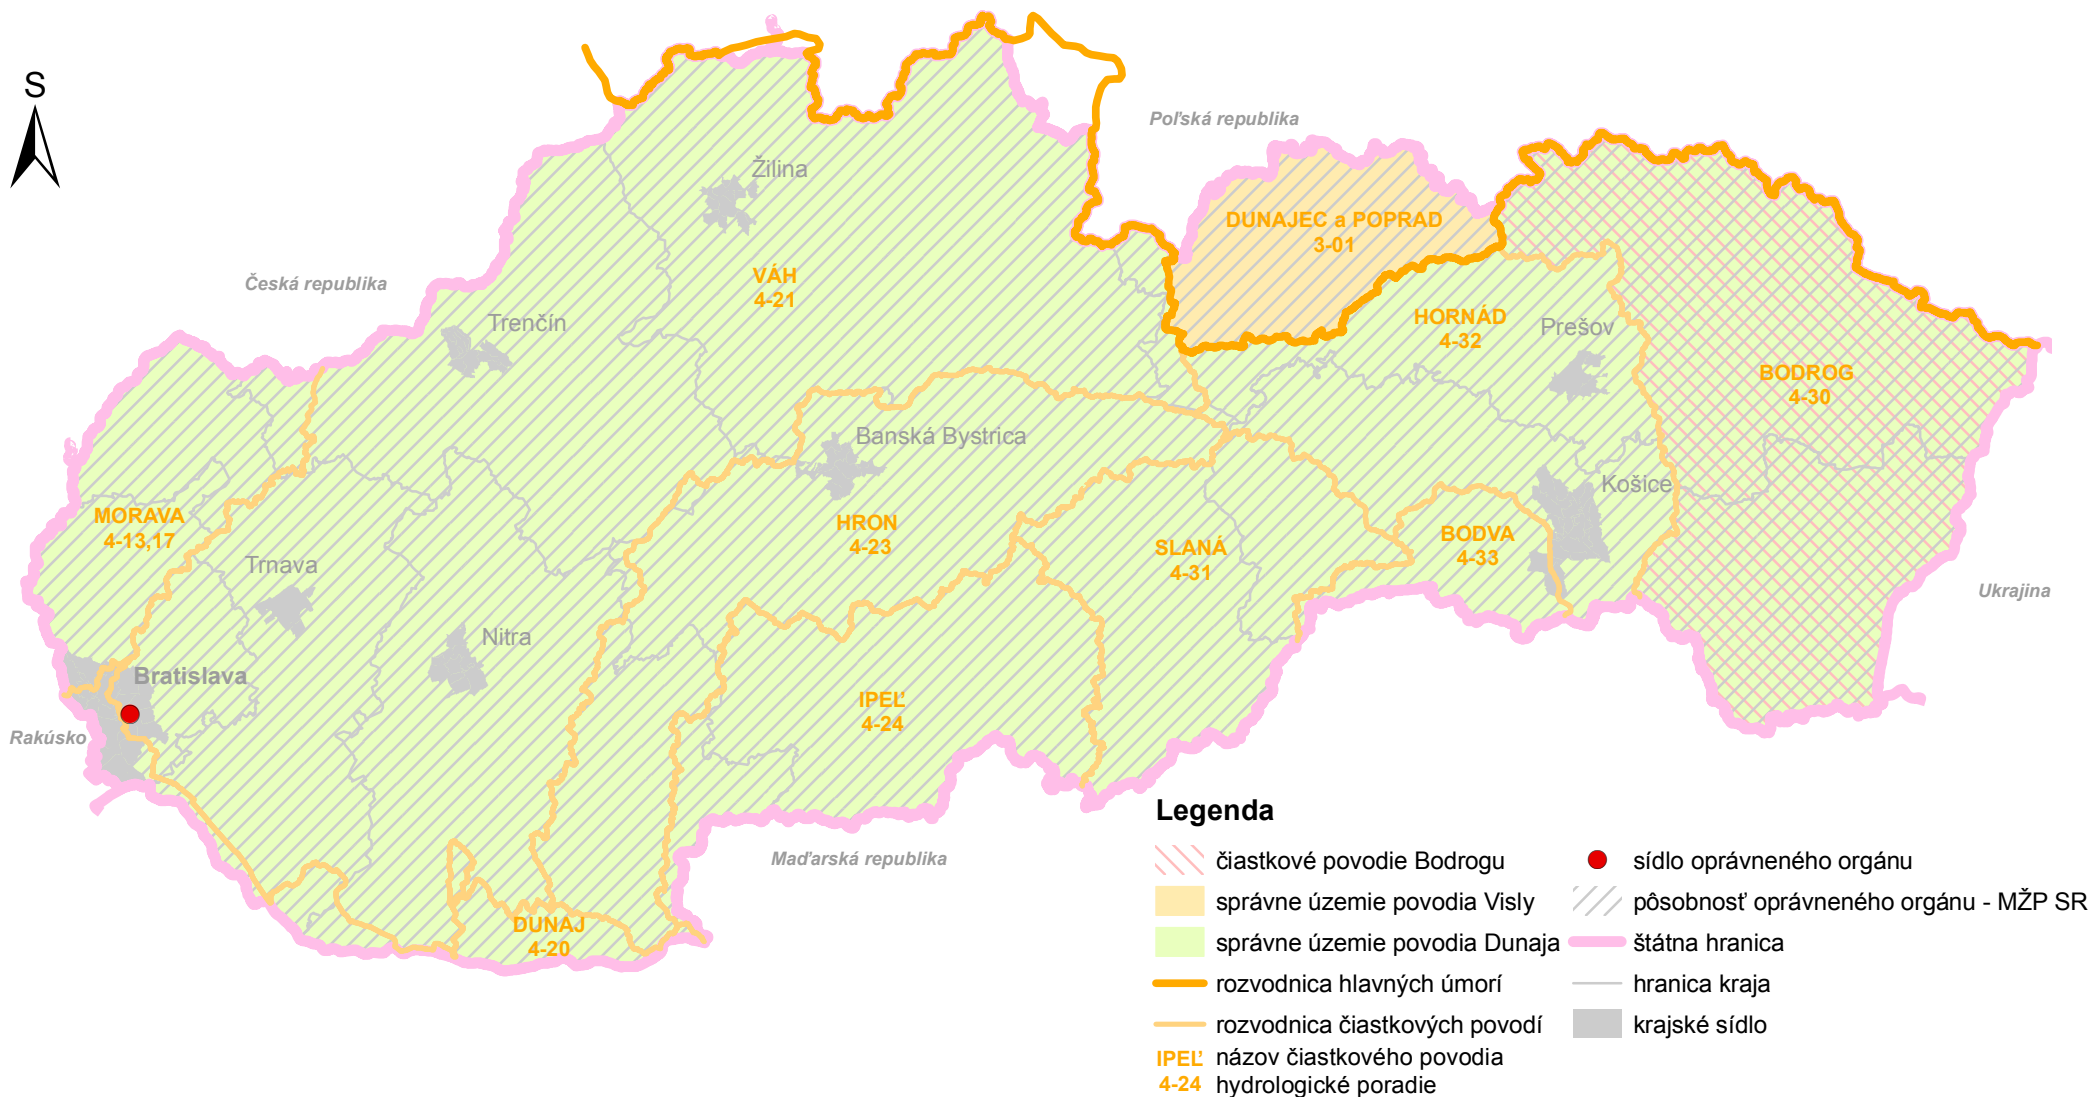 S
Poľská republika
Žilina
DUNAJEC a POPRAD
3-01
VÁH
4-21
Česká republika
Trenčín
HORNÁD
4-32
Prešov
BODROG
4-30
Banská Bystrica
Košice
MORAVA
4-13,17
HRON
4-23
SLANÁ
4-31
BODVA
4-33
Trnava
Ukrajina
Nitra
Bratislava
IPEĽ
4-24
Rakúsko
Maďarská republika
DUNAJ
4-20
Legenda
čiastkové povodie Bodrogu
správne územie povodia Visly
správne územie povodia Dunaja
rozvodnica hlavných úmorí
rozvodnica čiastkových povodí
IPEĽ názov čiastkového povodia
4-24 hydrologické poradie
sídlo oprávneného orgánu
pôsobnosť oprávneného orgánu - MŽP SR
štátna hranica
hranica kraja
krajské sídlo